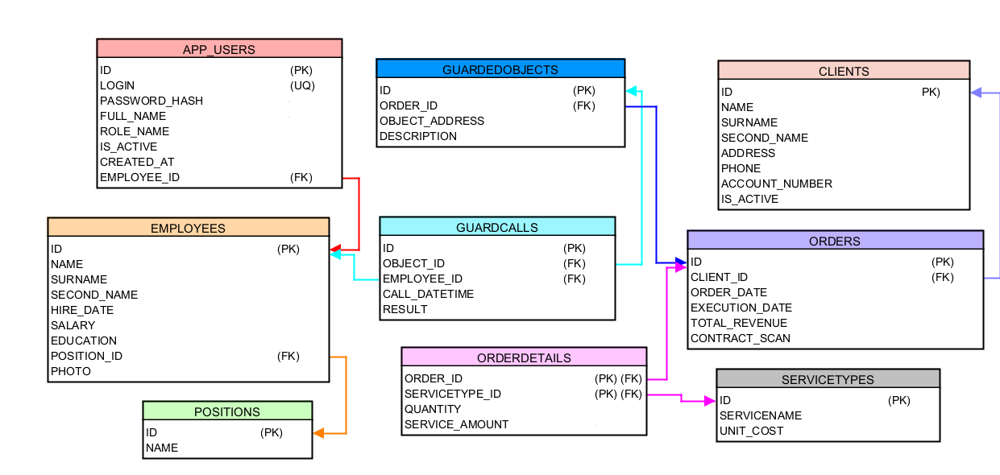 APP_USERS
ID (PK)
LOGIN (UQ)
PASSWORD_HASH
FULL_NAME
ROLE_NAME
IS_ACTIVE
CREATED_AT
EMPLOYEE_ID (FK)
GUARDEDOBJECTS
ID (PK)
ORDER_ID (FK)
OBJECT_ADDRESS
DESCRIPTION
CLIENTS
ID PK)
NAME
SURNAME
SECOND_NAME
ADDRESS
PHONE
ACCOUNT_NUMBER
IS_ACTIVE
EMPLOYEES
ID (PK)
NAME
SURNAME
SECOND_NAME
HIRE_DATE
SALARY
EDUCATION
POSITION_ID (FK)
PHOTO
GUARDCALLS
ID (PK)
OBJECT_ID (FK)
EMPLOYEE_ID (FK)
CALL_DATETIME
RESULT
ORDERS
ID (PK)
CLIENT_ID (FK)
ORDER_DATE
EXECUTION_DATE
TOTAL_REVENUE
CONTRACT_SCAN
POSITIONS
ID (PK)
NAME
ORDERDETAILS
ORDER_ID (PK) (FK)
SERVICETYPE_ID (PK) (FK)
QUANTITY
SERVICE_AMOUNT
SERVICETYPES
ID (PK)
SERVICENAME
UNIT_COST